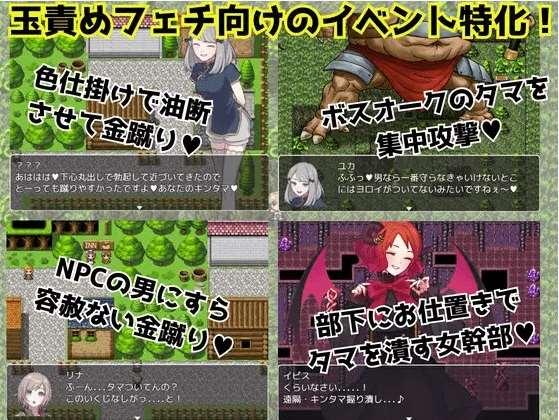 玉責めフェチ向けのイベント特化！
色仕掛けで油断
させて金蹴り♥
？？？
あははは♥下心丸出しで勃起して近づいてきたので
とーっても蹴りやすかったですよ♥あなたのキンタマ♥
ボスオークのタマを
集中攻撃♥
ユカ
ふふっ♥男なら一番守らなきゃいけないとこ
にはヨロイがついてないみたいですねぇ〜♥
INN
NPCの男にすら
容赦ない金蹴り♥
リナ
ふーん...タマついてんの？
このいくじなしがっ....と！
部下にお仕置きで
タマを潰す女幹部♥
イビス
くらいなさい.....！
遠隔・キンタマ握り潰し...♪